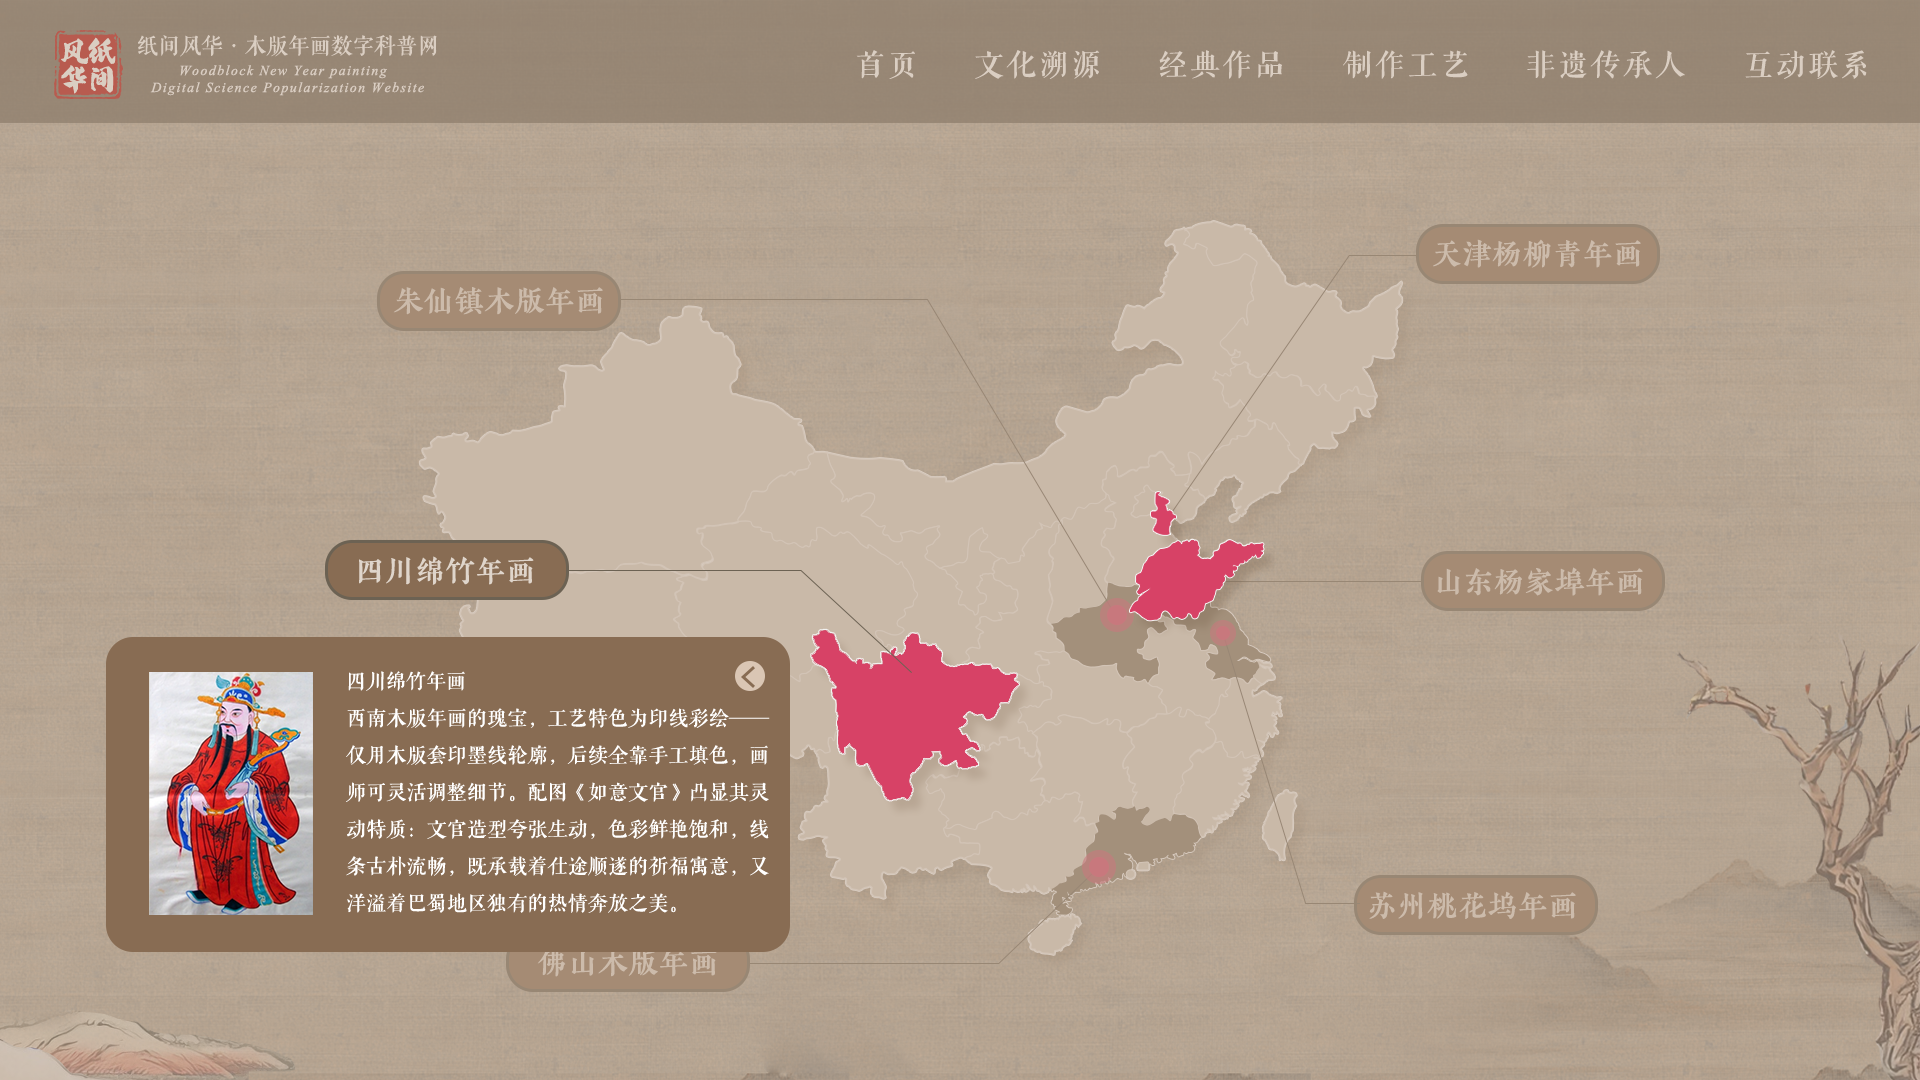 纸间风华
纸间风华·木版年画数字科普网
Woodblock New Year painting
Digital Science Popularization Website
首页
文化溯源
经典作品
制作工艺
非遗传承人
互动联系
天津杨柳青年画
朱仙镇木版年画
四川绵竹年画
山东杨家埠年画
四川绵竹年画
西南木版年画的瑰宝，工艺特色为印线彩绘——
仅用木版套印墨线轮廓，后续全靠手工填色，画
师可灵活调整细节。配图《如意文官》凸显其灵
动特质：文官造型夸张生动，色彩鲜艳饱和，线
条古朴流畅，既承载着仕途顺遂的祈福寓意，又
洋溢着巴蜀地区独有的热情奔放之美。
苏州桃花坞年画
佛山木版年画